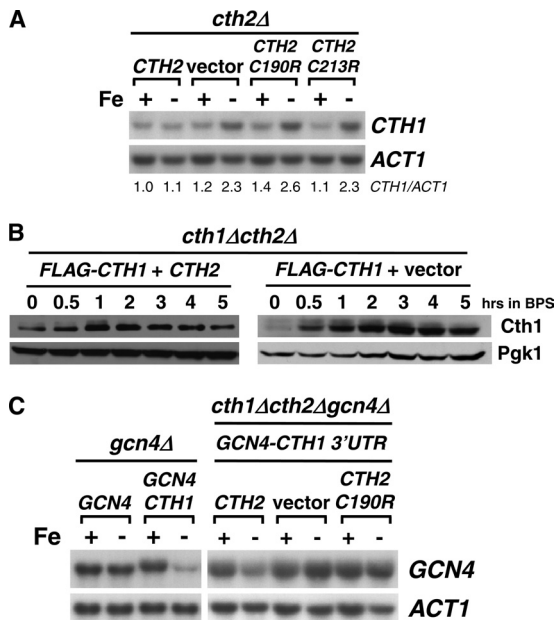 A
cth2Δ
CTH2 vector CTH2 C190R CTH2 C213R
Fe + - + - + - + -
CTH1
ACT1
1.0 1.1 1.2 2.3 1.4 2.6 1.1 2.3 CTH1/ACT1
B
cth1Δcth2Δ
FLAG-CTH1 + CTH2 FLAG-CTH1 + vector
0 0.5 1 2 3 4 5 0 0.5 1 2 3 4 5 hrs in BPS
Cth1
Pgk1
C
cth1Δcth2Δgcn4Δ
gcn4Δ GCN4-CTH1 3'UTR
GCN4 GCN4 CTH1 CTH2 vector CTH2 C190R
Fe + - + - + - + - + -
GCN4
ACT1